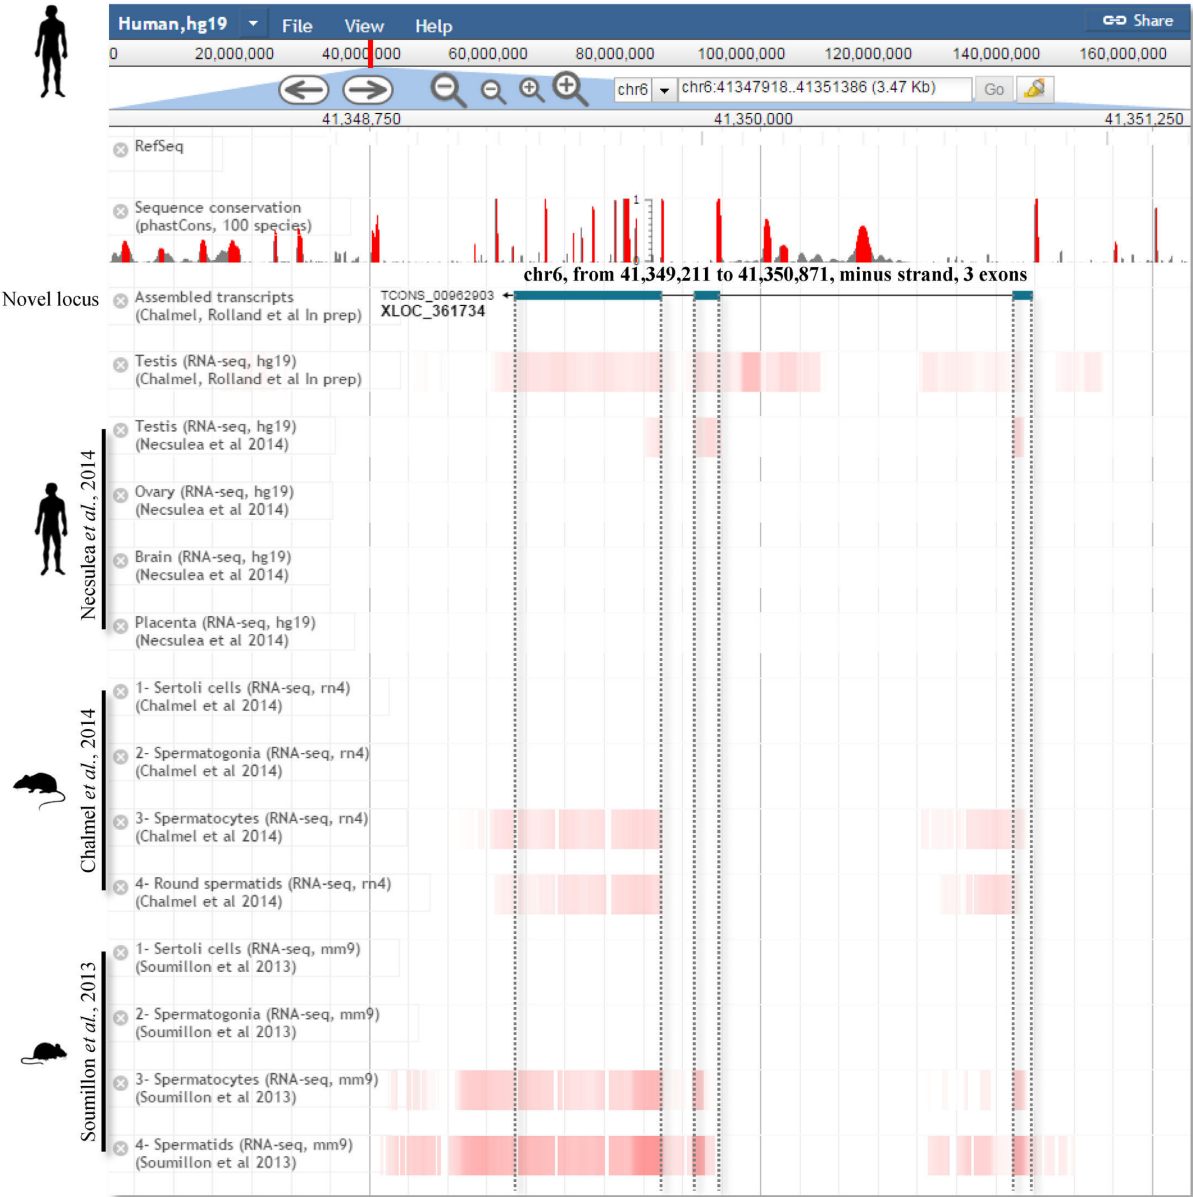 Human,hg19 File View Help Share
0 20,000,000 40,000,000 60,000,000 80,000,000 100,000,000 120,000,000 140,000,000 160,000,000
chr6 chr6:41347918..41351386 (3.47 Kb) Go
41,348,750 41,350,000 41,351,250
RefSeq
Sequence conservation
(phastCons, 100 species)
1
0
chr6, from 41,349,211 to 41,350,871, minus strand, 3 exons
Novel locus
Assembled transcripts
(Chalmel, Rolland et al In prep)
TCONS_00962903
XLOC_361734
Testis (RNA-seq, hg19)
(Chalmel, Rolland et al In prep)
Necsulea et al., 2014
Testis (RNA-seq, hg19)
(Necsulea et al 2014)
Ovary (RNA-seq, hg19)
(Necsulea et al 2014)
Brain (RNA-seq, hg19)
(Necsulea et al 2014)
Placenta (RNA-seq, hg19)
(Necsulea et al 2014)
Chalmel et al., 2014
1- Sertoli cells (RNA-seq, rn4)
(Chalmel et al 2014)
2- Spermatogonia (RNA-seq, rn4)
(Chalmel et al 2014)
3- Spermatocytes (RNA-seq, rn4)
(Chalmel et al 2014)
4- Round spermatids (RNA-seq, rn4)
(Chalmel et al 2014)
Soumillon et al., 2013
1- Sertoli cells (RNA-seq, mm9)
(Soumillon et al 2013)
2- Spermatogonia (RNA-seq, mm9)
(Soumillon et al 2013)
3- Spermatocytes (RNA-seq, mm9)
(Soumillon et al 2013)
4- Spermatids (RNA-seq, mm9)
(Soumillon et al 2013)